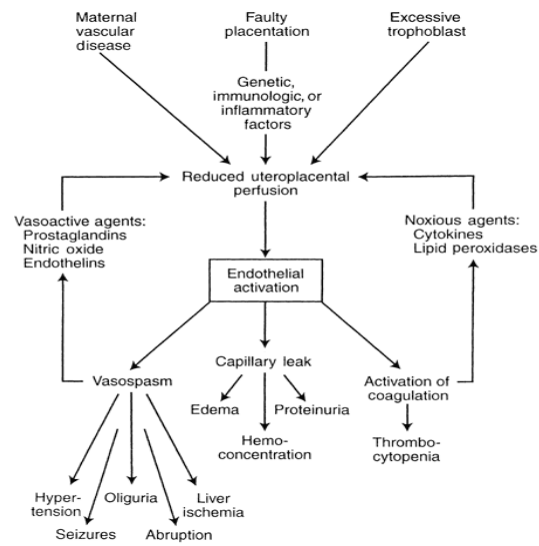 Maternal
vascular
disease
Faulty
placentation
Excessive
trophoblast
Genetic,
immunologic, or
inflammatory
factors
Reduced uteroplacental
perfusion
Vasoactive agents:
Prostaglandins
Nitric oxide
Endothelins
Noxious agents:
Cytokines
Lipid peroxidases
Endothelial
activation
Vasospasm
Capillary leak
Activation of
coagulation
Edema
Proteinuria
Hemo-
concentration
Thrombo-
cytopenia
Hyper-
tension
Oliguria
Liver
ischemia
Seizures
Abruption